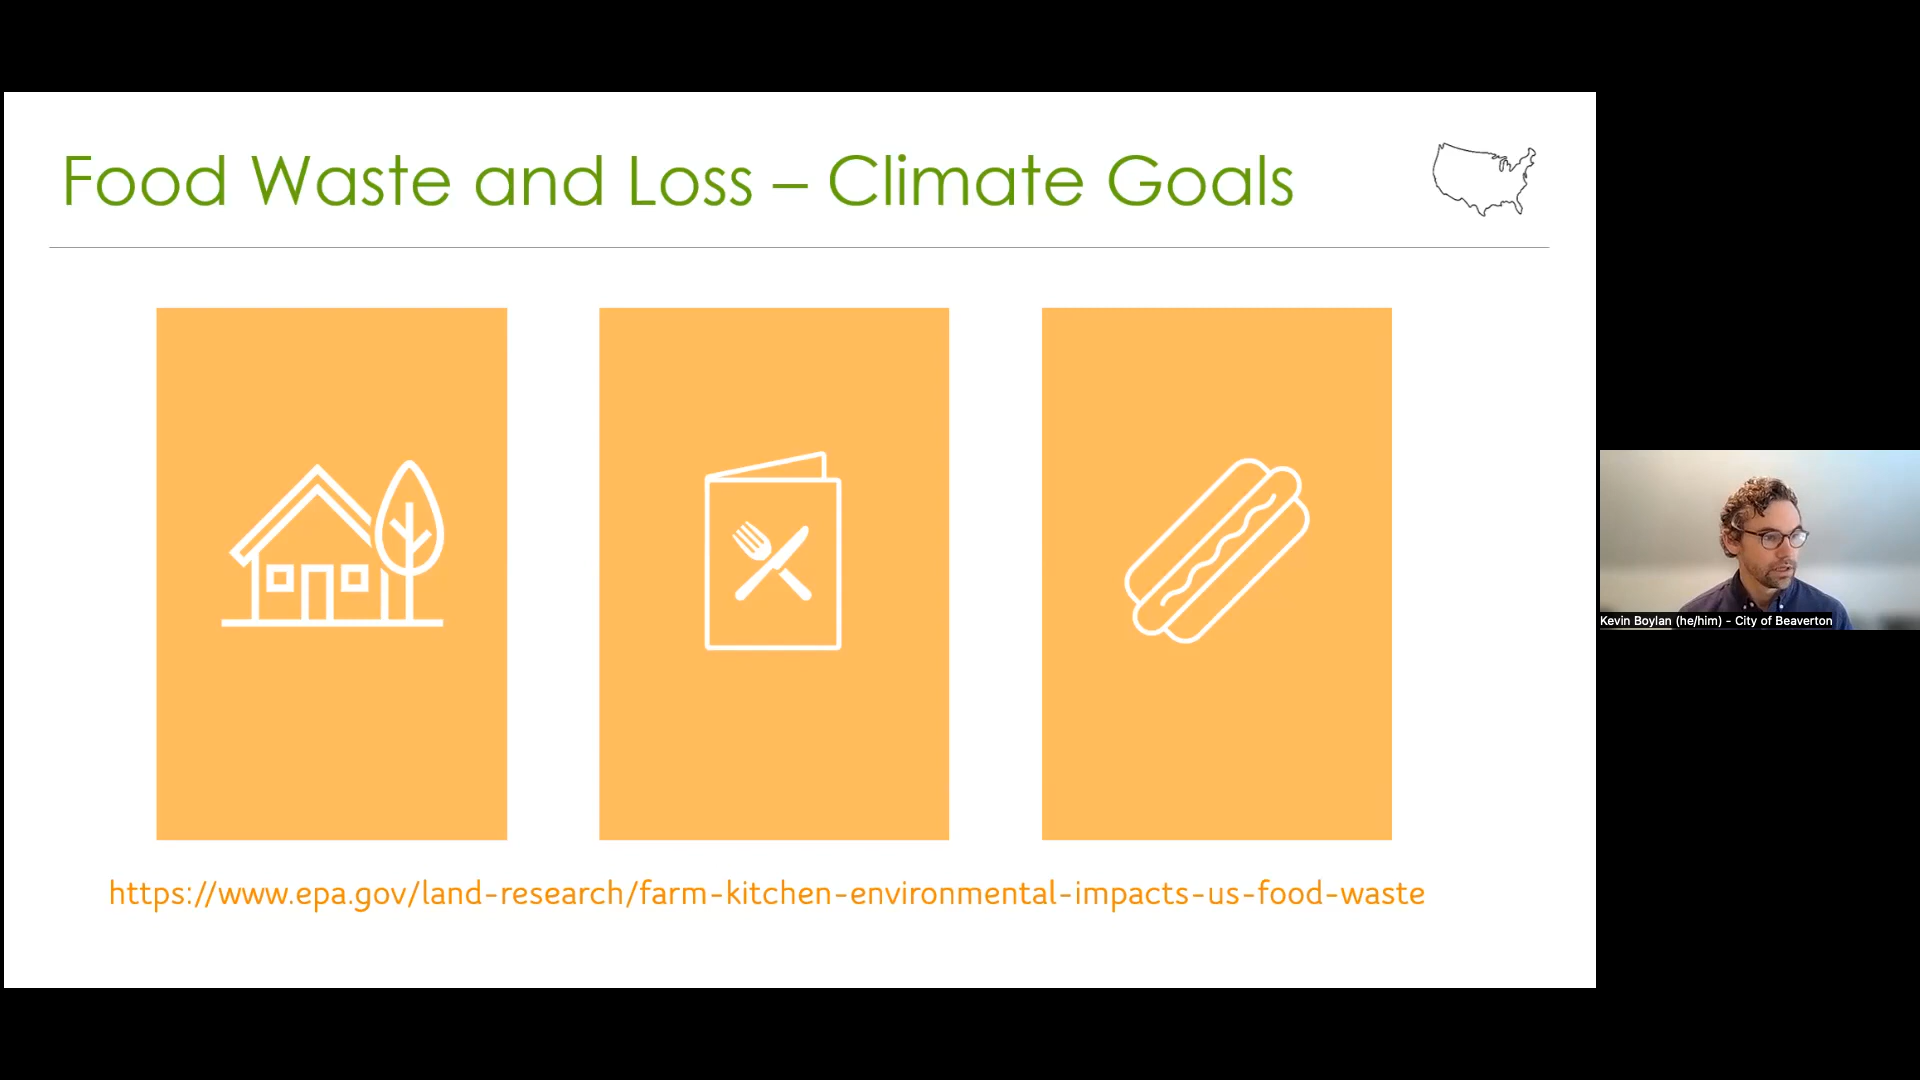 Food Waste and Loss – Climate Goals
https://www.epa.gov/land-research/farm-kitchen-environmental-impacts-us-food-waste
Kevin Boylan (he/him) - City of Beaverton